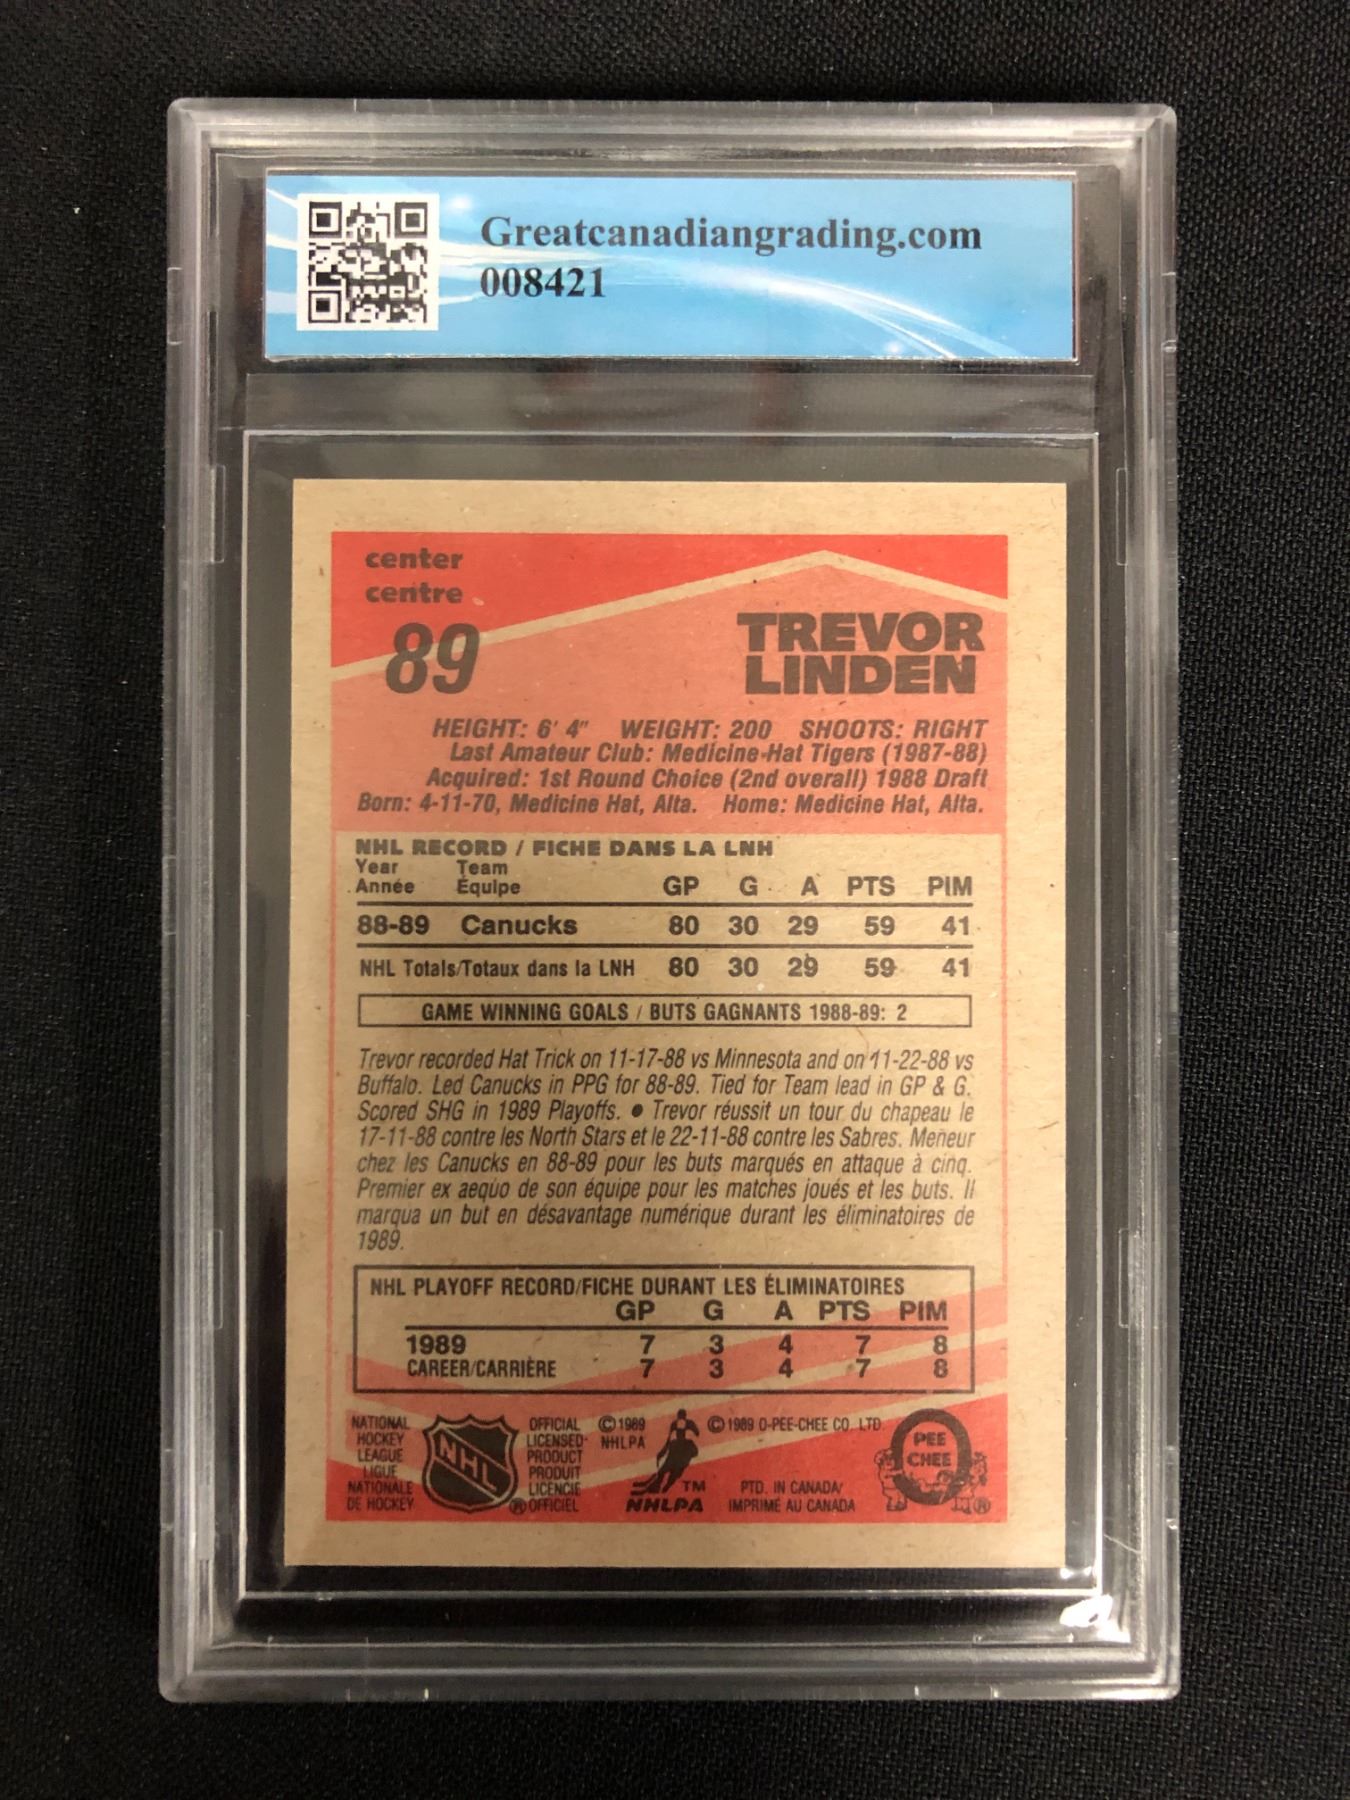 Greatcanadiangrading.com
008421
center
centre
89
TREVOR
LINDEN
HEIGHT: 6' 4" WEIGHT: 200 SHOOTS: RIGHT
Last Amateur Club: Medicine-Hat Tigers (1987-88)
Acquired: 1st Round Choice (2nd overall) 1988 Draft
Born: 4-11-70, Medicine Hat, Alta. Home: Medicine Hat, Alta.
NHL RECORD / FICHE DANS LA LNH
Year Team
Année Équipe GP G A PTS PIM
88-89 Canucks 80 30 29 59 41
NHL Totals/Totaux dans la LNH 80 30 29 59 41
GAME WINNING GOALS / BUTS GAGNANTS 1988-89: 2
Trevor recorded Hat Trick on 11-17-88 vs Minnesota and on 11-22-88 vs
Buffalo. Led Canucks in PPG for 88-89. Tied for Team lead in GP & G.
Scored SHG in 1989 Playoffs. ● Trevor réussit un tour du chapeau le
17-11-88 contre les North Stars et le 22-11-88 contre les Sabres. Meneur
chez les Canucks en 88-89 pour les buts marqués en attaque à cinq.
Premier ex aequo de son équipe pour les matches joués et les buts. Il
marqua un but en désavantage numérique durant les éliminatoires de
1989.
NHL PLAYOFF RECORD/FICHE DURANT LES ÉLIMINATOIRES
GP G A PTS PIM
1989 7 3 4 7 8
CAREER/CARRIÈRE 7 3 4 7 8
NATIONAL
HOCKEY
LEAGUE
LIGUE
NATIONALE
DE HOCKEY
NHL
®
OFFICIAL
LICENSED
PRODUCT
PRODUIT
LICENCIE
OFFICIEL
© 1989
NHLPA
TM
NHLPA
© 1989 O-PEE-CHEE CO. LTD.
PTD. IN CANADA/
IMPRIMÉ AU CANADA
O
PEE
CHEE
®